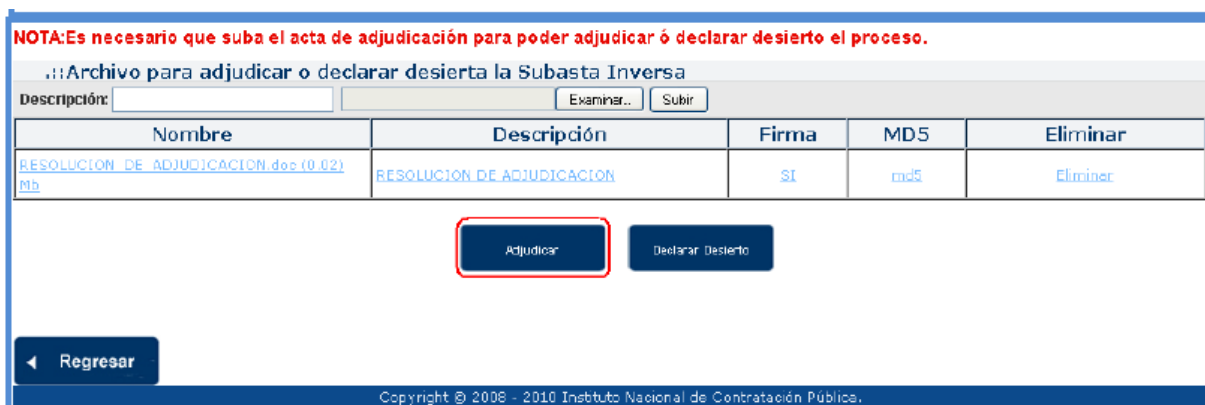 NOTA:Es necesario que suba el acta de adjudicación para poder adjudicar ó declarar desierto el proceso.
.::Archivo para adjudicar o declarar desierta la Subasta Inversa
Descripción: Examinar.. Subir
Nombre Descripción Firma MD5 Eliminar
RESOLUCION_DE_ADJUDICACION.doc (0.02) Mb RESOLUCION DE ADJUDICACION SI md5 Eliminar
Adjudicar Declarar Desierto
Regresar
Copyright © 2008 - 2010 Instituto Nacional de Contratación Pública.